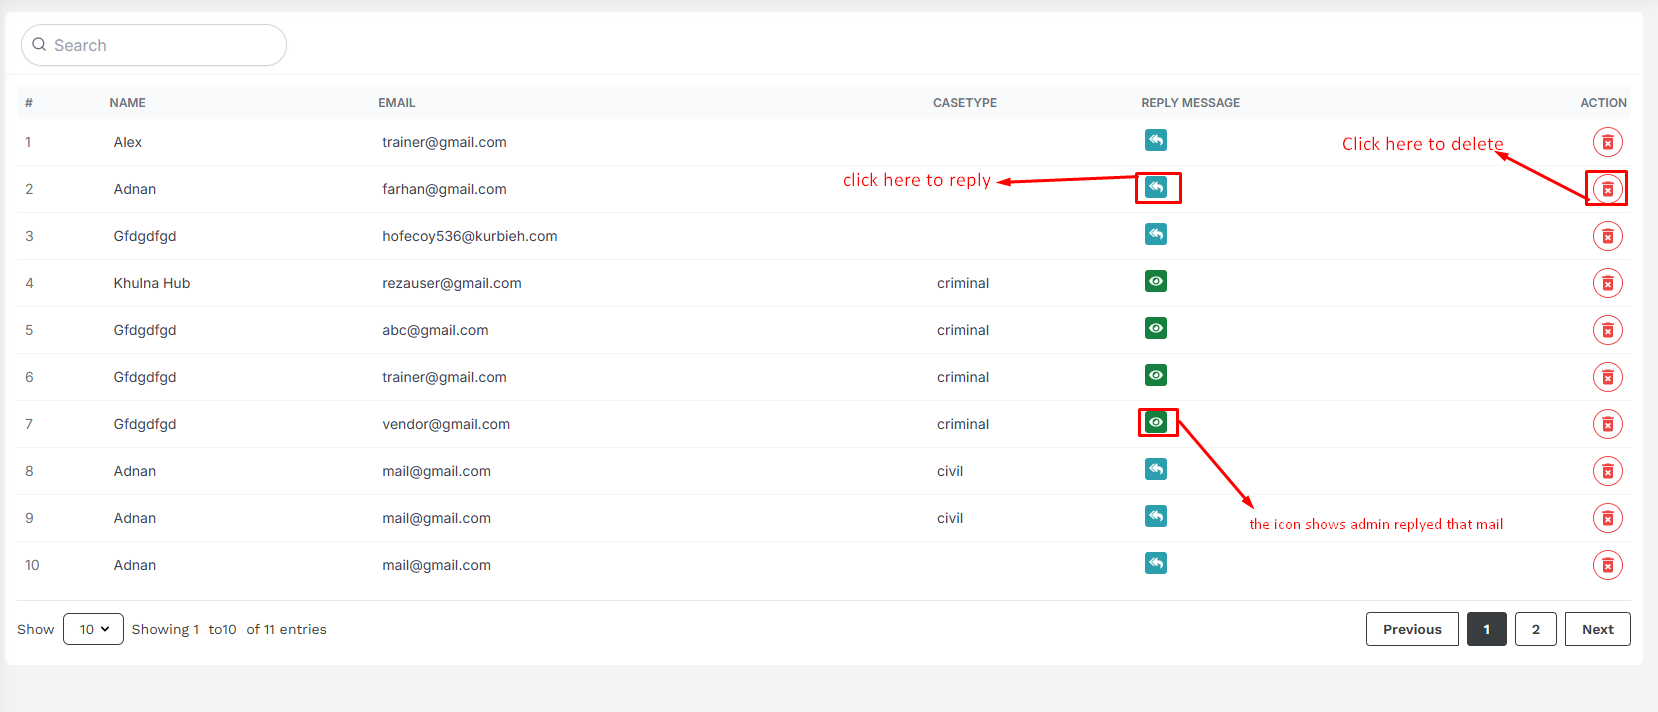 Search
# NAME EMAIL CASETYPE REPLY MESSAGE ACTION
1 Alex trainer@gmail.com
Click here to delete
click here to reply
2 Adnan farhan@gmail.com
3 Gfdgdfgd hofecoy536@kurbieh.com
4 Khulna Hub rezauser@gmail.com criminal
5 Gfdgdfgd abc@gmail.com criminal
6 Gfdgdfgd trainer@gmail.com criminal
7 Gfdgdfgd vendor@gmail.com criminal
8 Adnan mail@gmail.com civil
9 Adnan mail@gmail.com civil
the icon shows admin replyed that mail
10 Adnan mail@gmail.com
Show 10 Showing 1 to10 of 11 entries Previous 1 2 Next